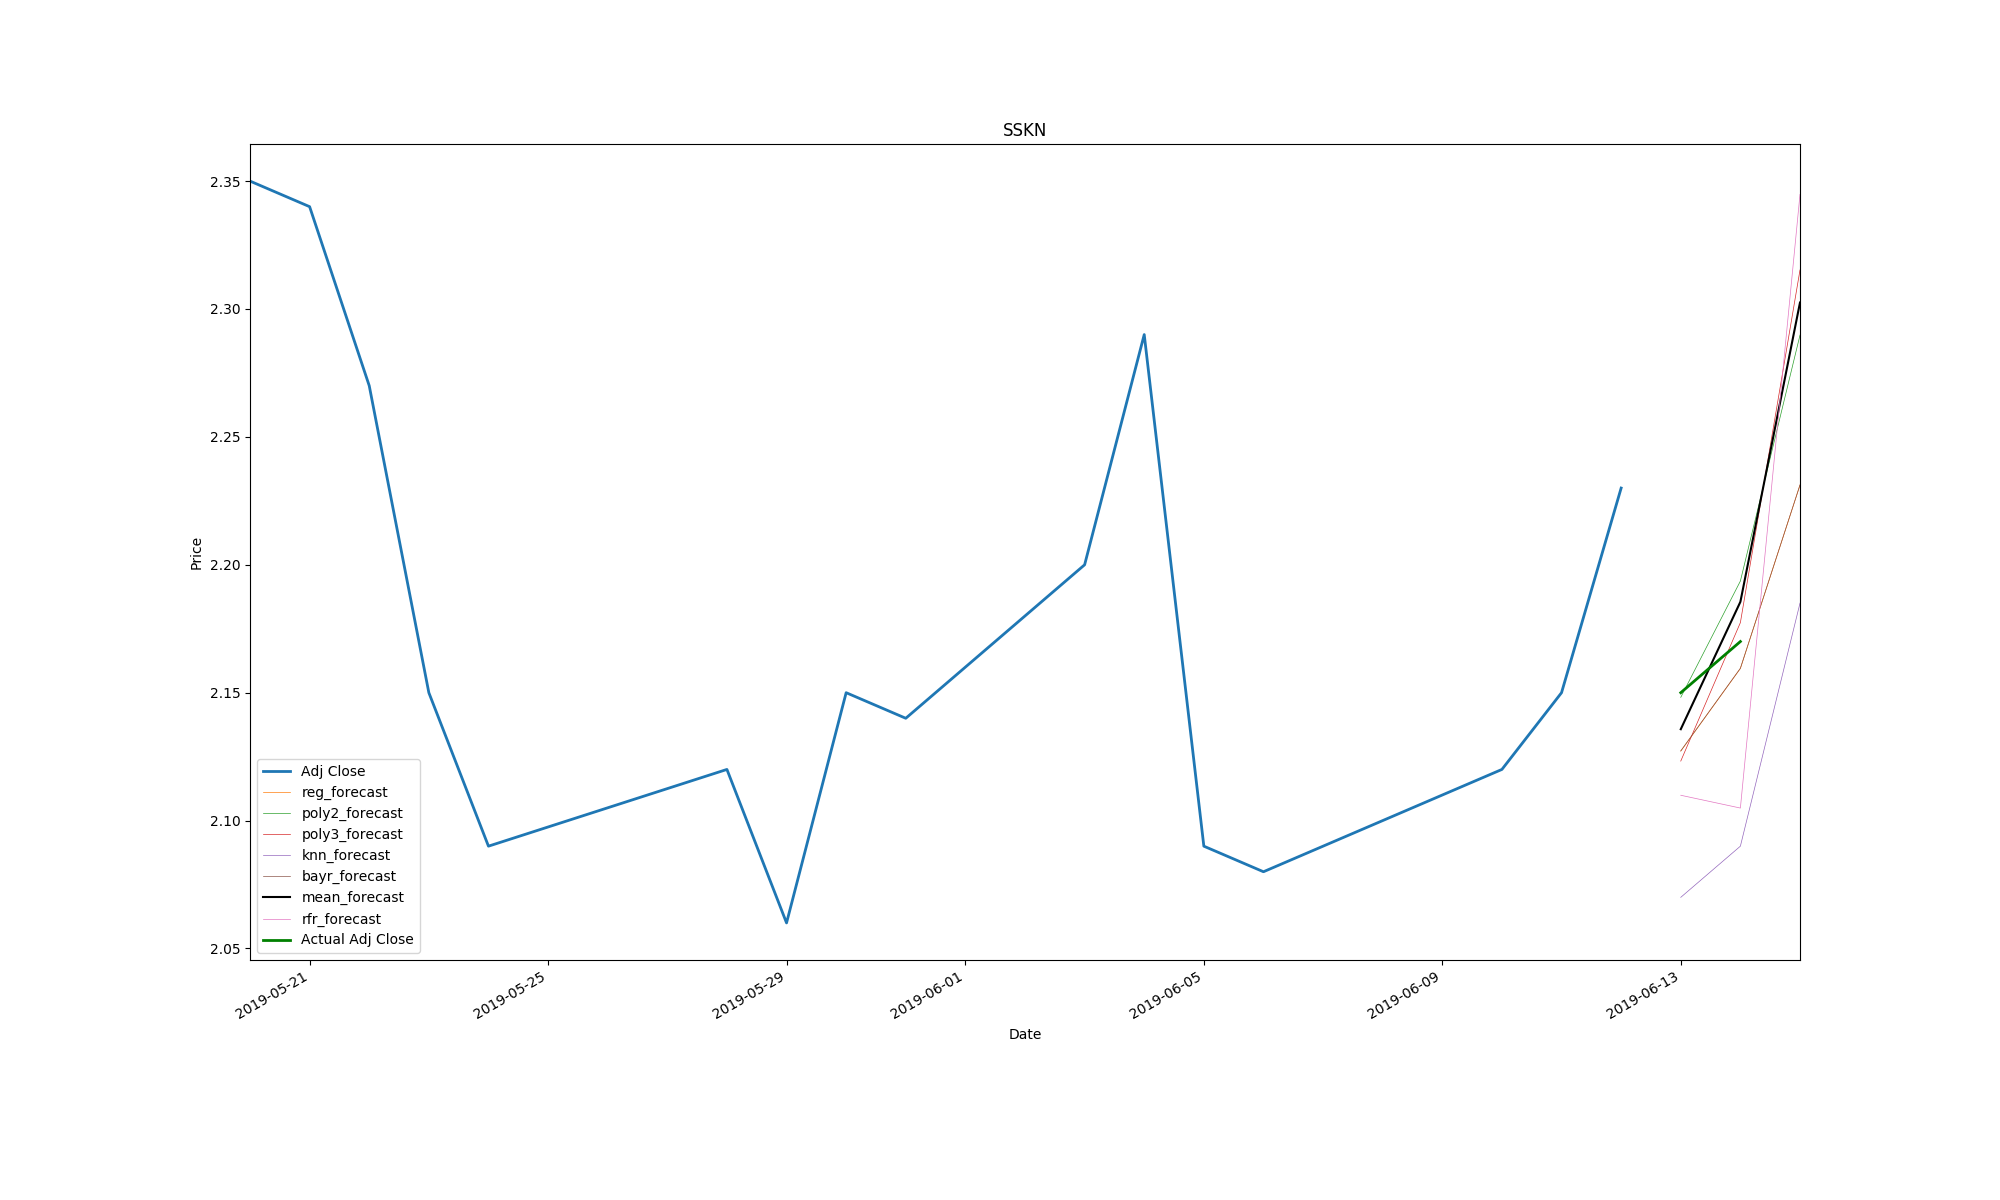 SSKN
2.35
2.30
2.25
2.20
2.15
2.10
2.05
Price
Adj Close
reg_forecast
poly2_forecast
poly3_forecast
knn_forecast
bayr_forecast
mean_forecast
rfr_forecast
Actual Adj Close
2019-05-21
2019-05-25
2019-05-29
2019-06-01
2019-06-05
2019-06-09
2019-06-13
Date